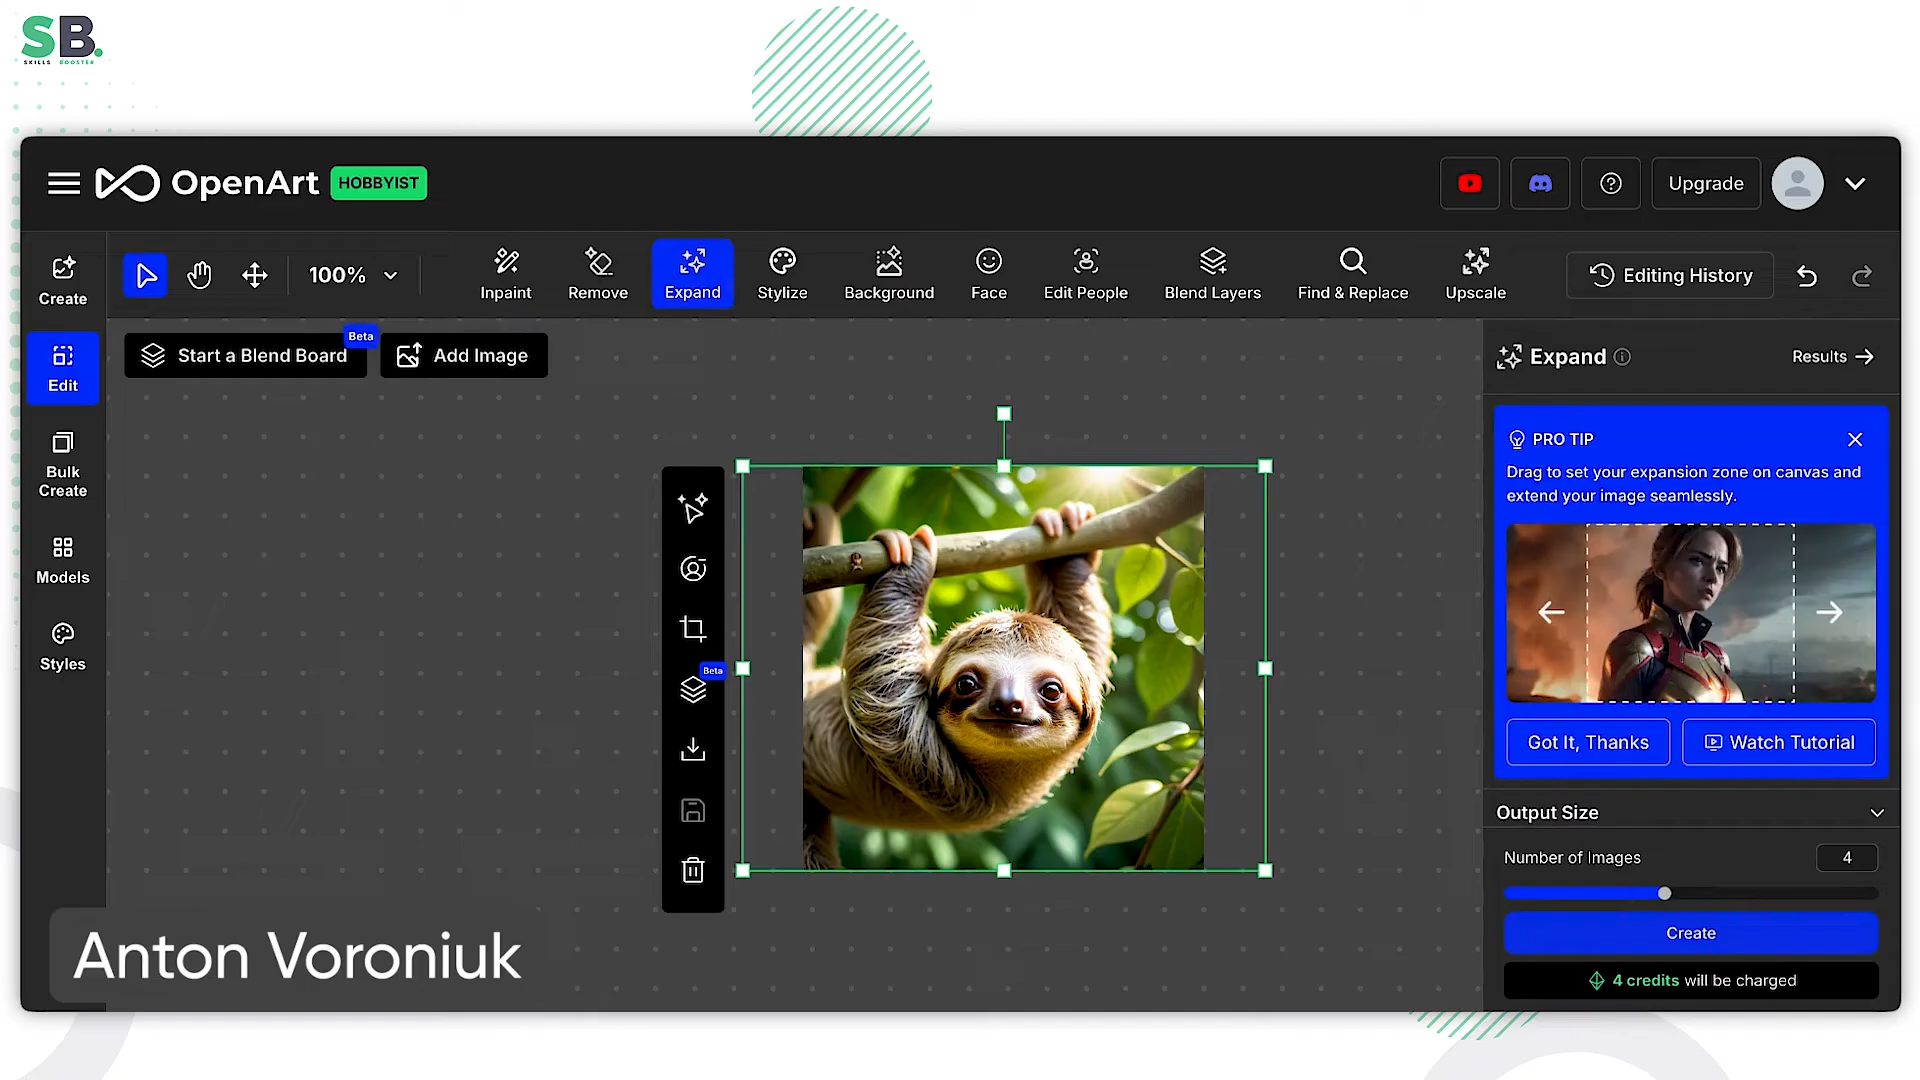 SB.
SKILLS BOOSTER
OpenArt
HOBBYIST
Upgrade
Create
100%
Inpaint
Remove
Expand
Stylize
Background
Face
Edit People
Blend Layers
Find & Replace
Upscale
Editing History
Edit
Start a Blend Board
Beta
Add Image
Expand
Results
PRO TIP
Drag to set your expansion zone on canvas and
extend your image seamlessly.
Bulk
Create
Models
Styles
Beta
Got It, Thanks
Watch Tutorial
Output Size
Number of Images
4
Create
4 credits will be charged
Anton Voroniuk